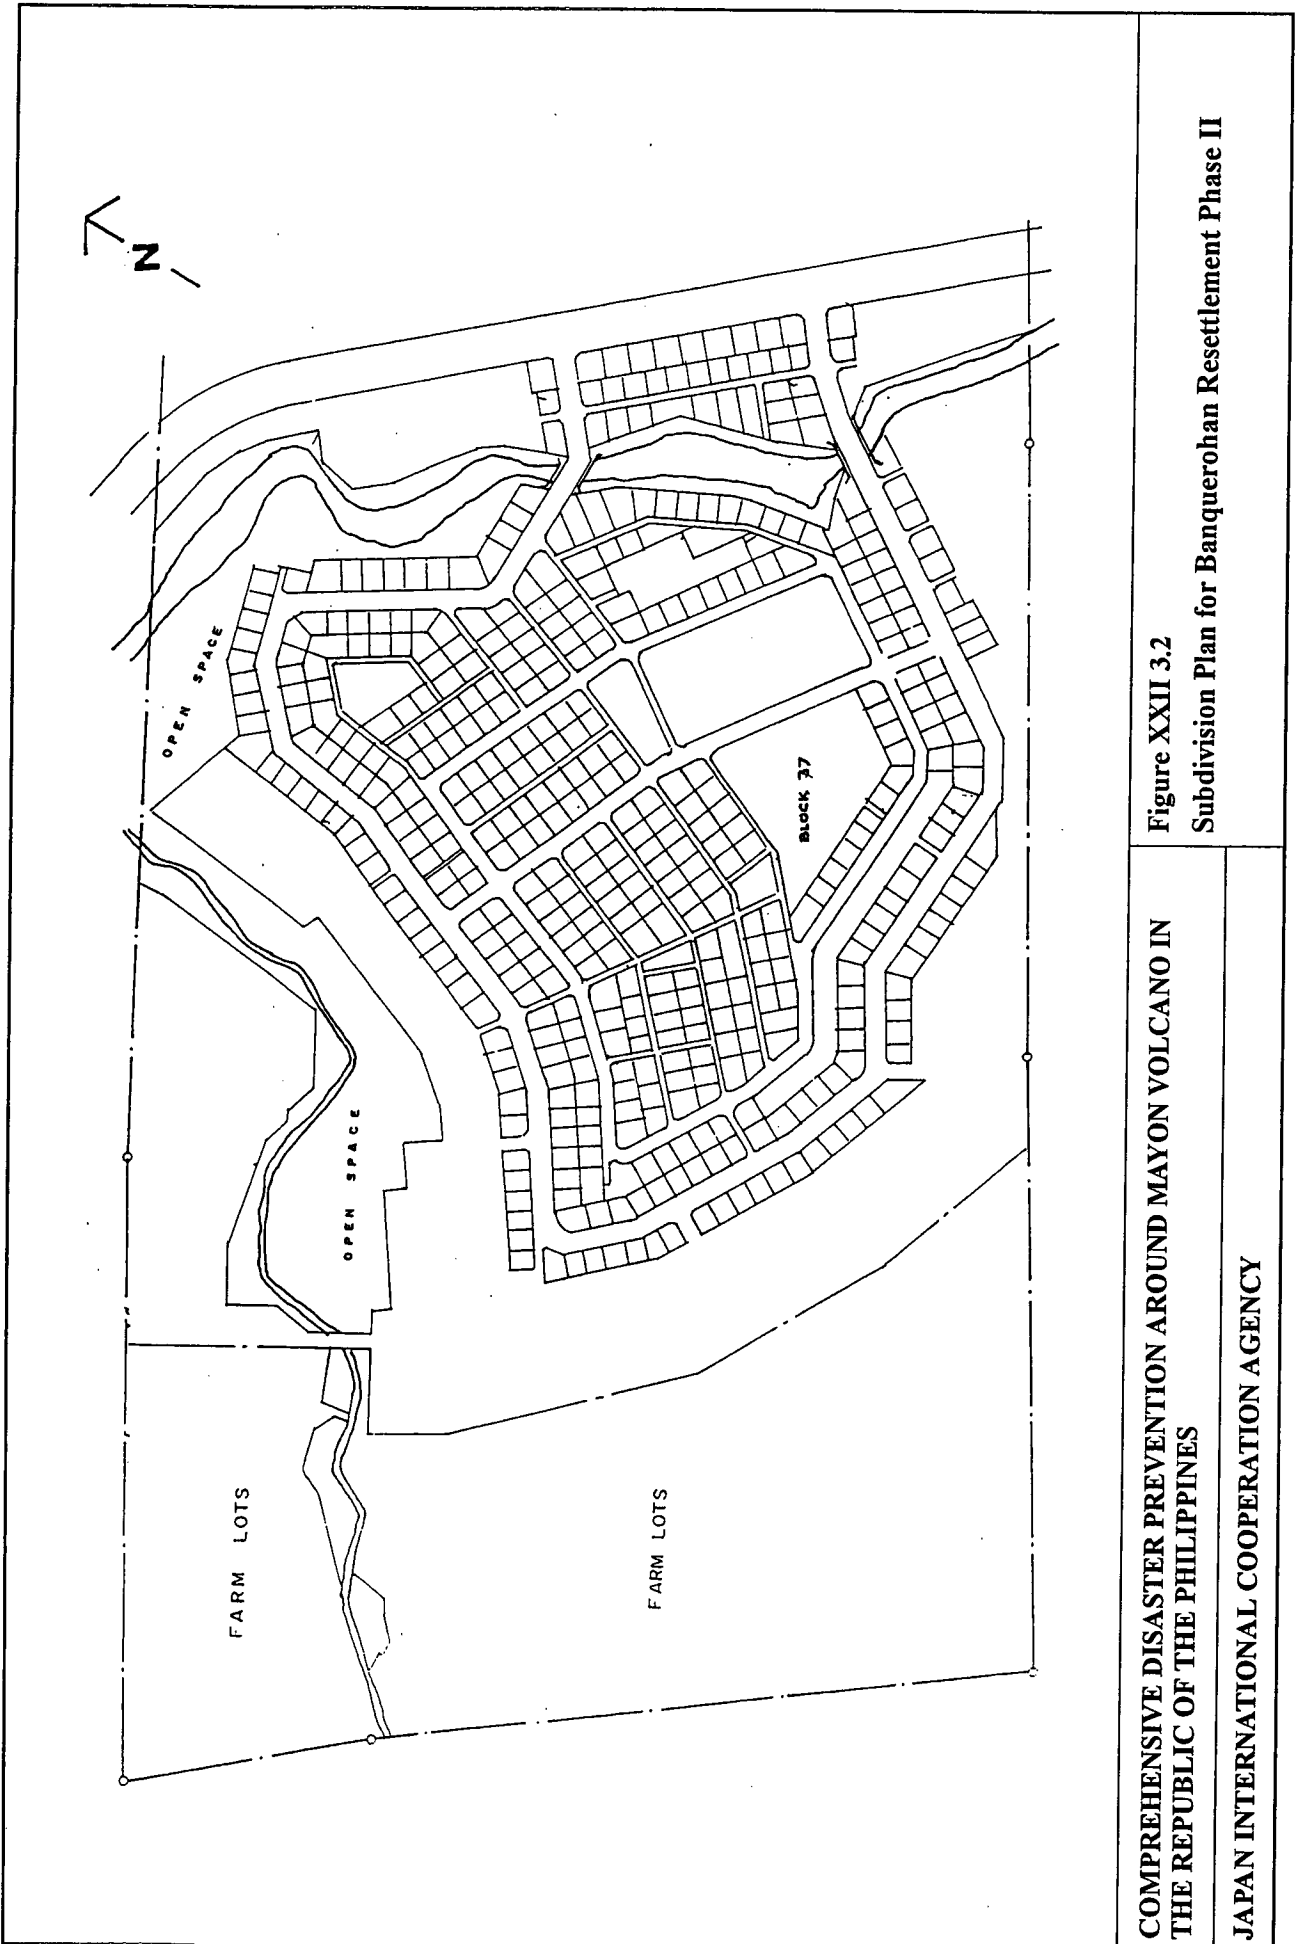 N
OPEN SPACE
BLOCK 37
OPEN SPACE
FARM LOTS
FARM LOTS
COMPREHENSIVE DISASTER PREVENTION AROUND MAYON VOLCANO IN
THE REPUBLIC OF THE PHILIPPINES
JAPAN INTERNATIONAL COOPERATION AGENCY
Figure XXII 3.2
Subdivision Plan for Banquerohan Resettlement Phase II